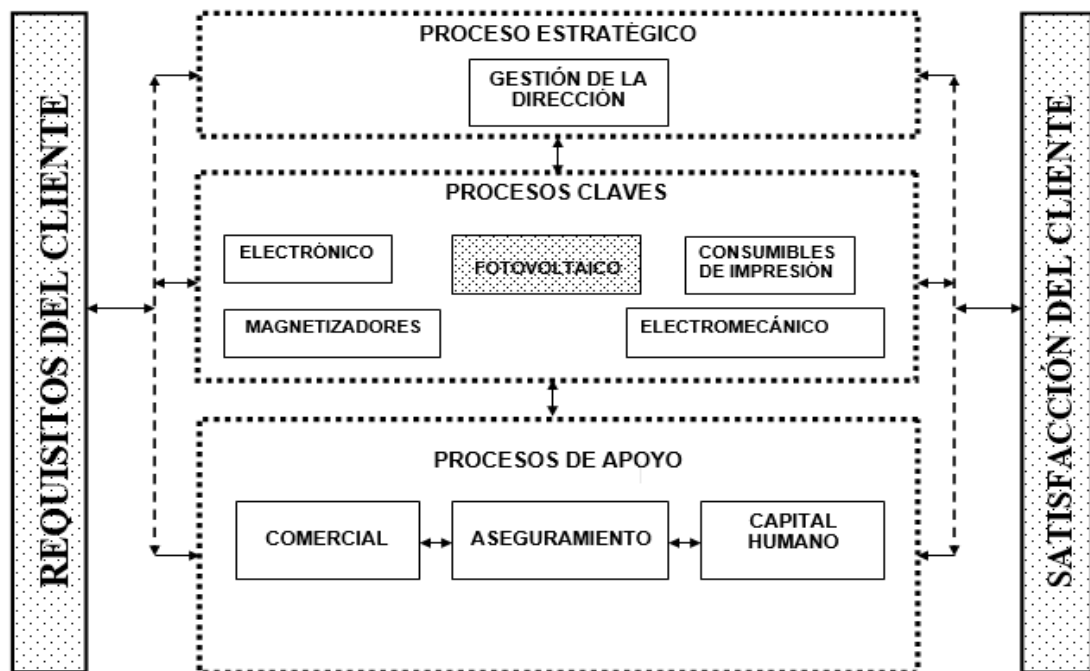 REQUISITOS DEL CLIENTE
PROCESO ESTRATÉGICO
GESTIÓN DE LA
DIRECCIÓN
PROCESOS CLAVES
ELECTRÓNICO
FOTOVOLTAICO
CONSUMIBLES
DE IMPRESIÓN
MAGNETIZADORES
ELECTROMECÁNICO
PROCESOS DE APOYO
COMERCIAL
ASEGURAMIENTO
CAPITAL
HUMANO
SATISFACCIÓN DEL CLIENTE